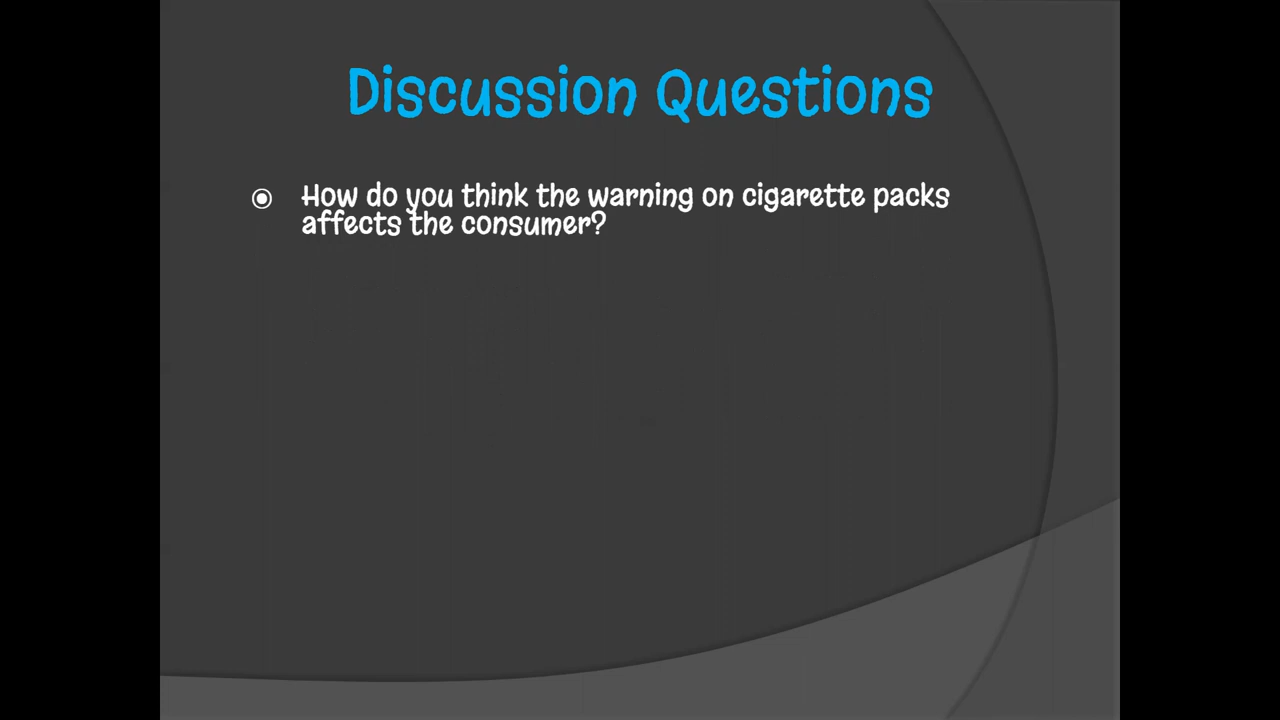 Discussion Questions
How do you think the warning on cigarette packs
affects the consumer?